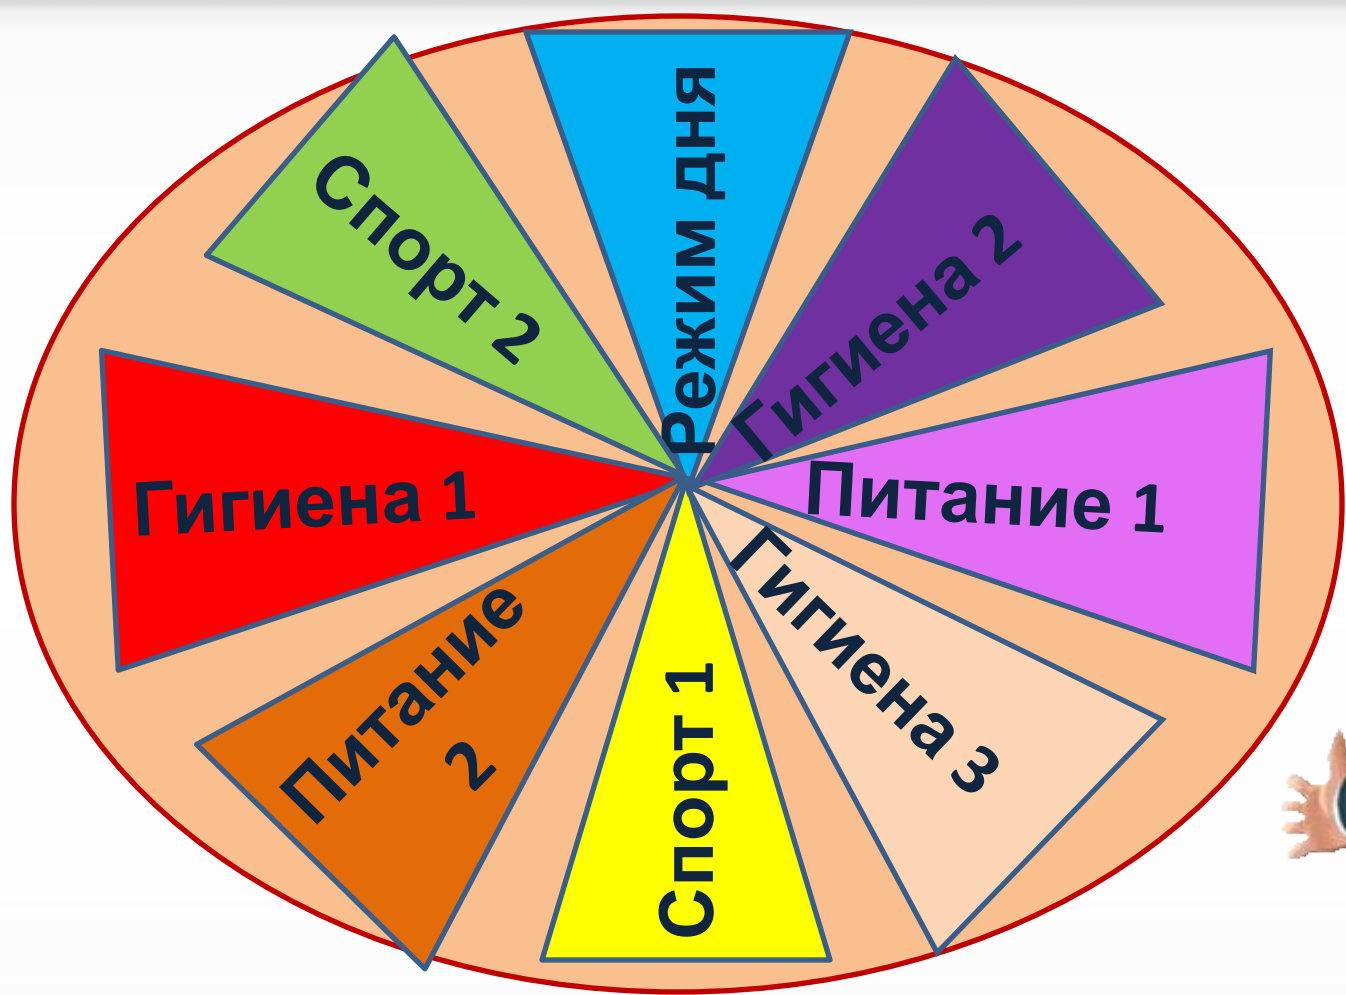 Режим дня
Гигиена 2
Питание 1
Гигиена 3
Спорт 1
Питание
2
Гигиена 1
Спорт 2